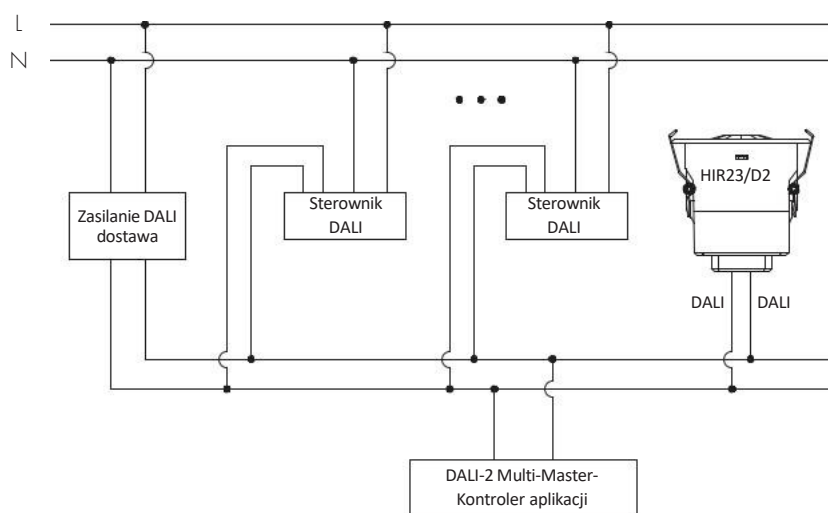 L
N
HIR23/D2
Zasilanie DALI
dostawa
Sterownik
DALI
Sterownik
DALI
DALI
DALI
DALI-2 Multi-Master-
Kontroler aplikacji